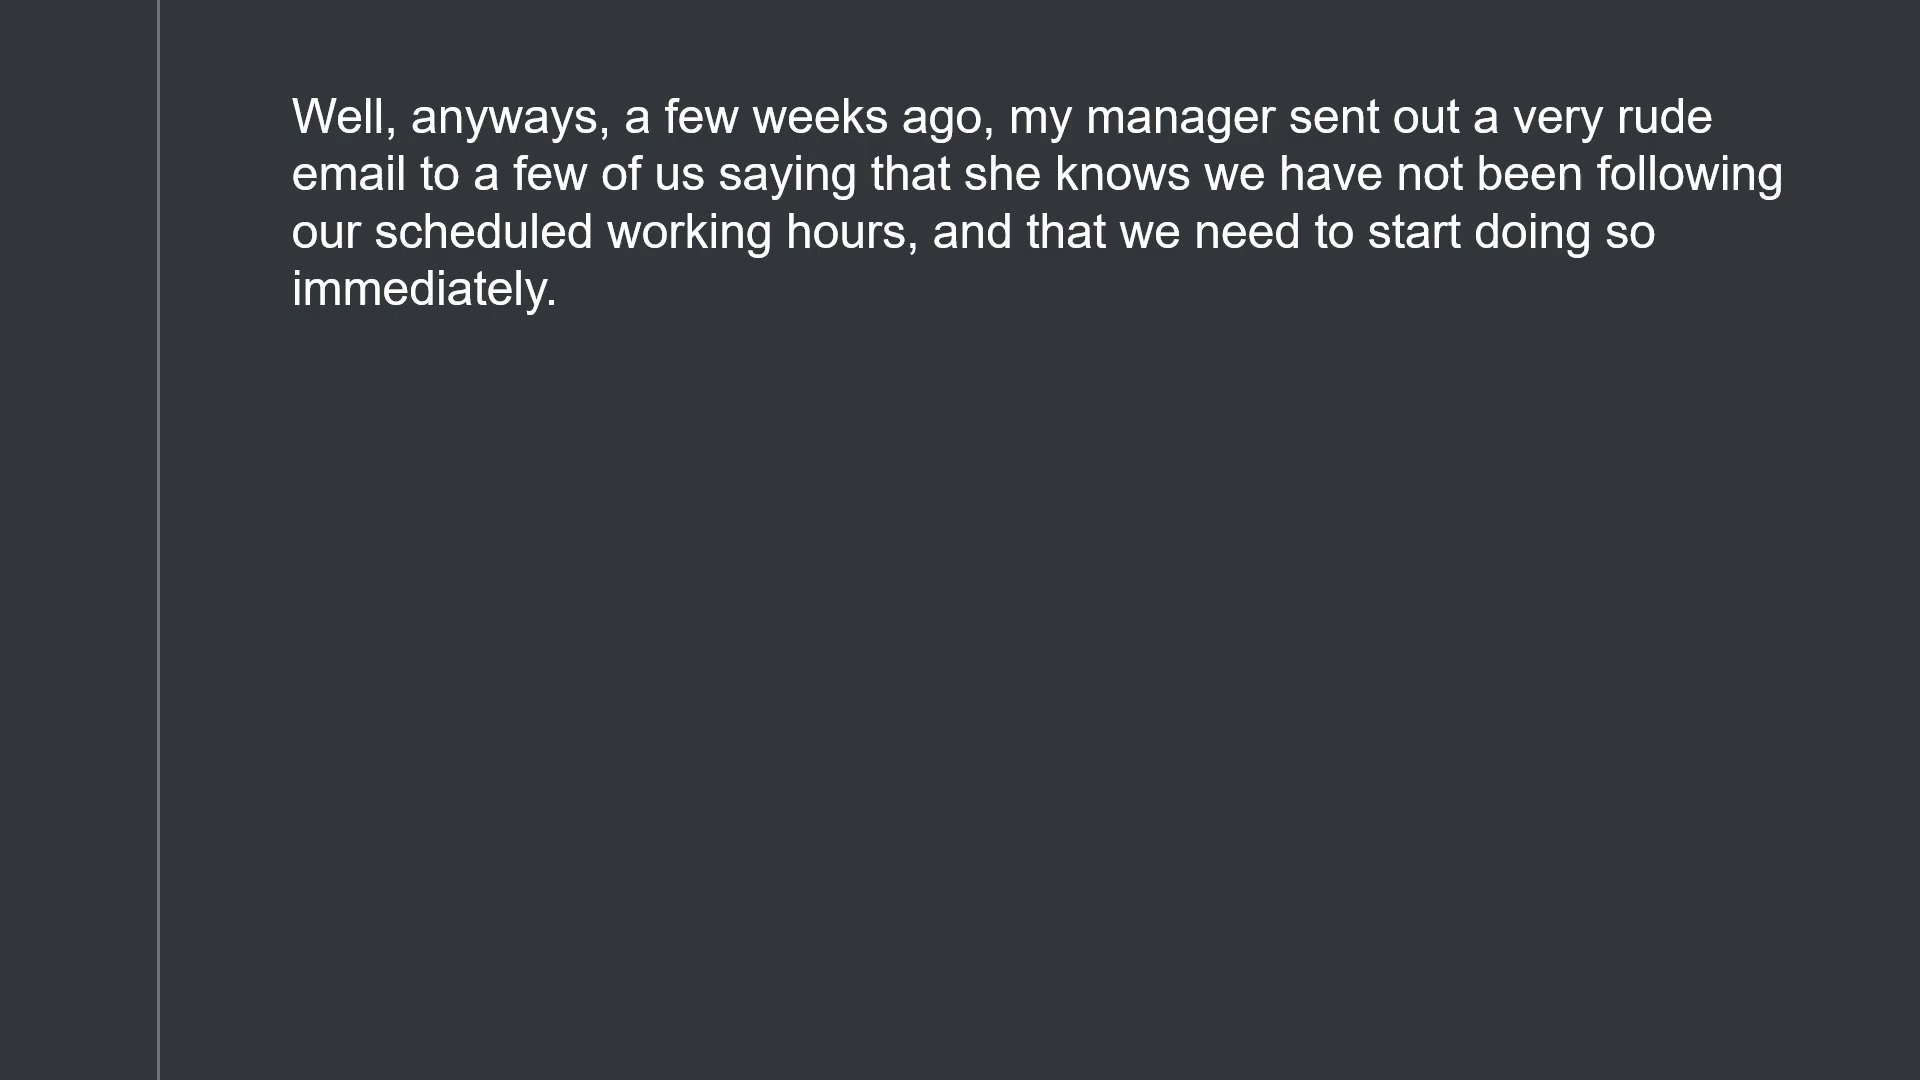 Well, anyways, a few weeks ago, my manager sent out a very rude
email to a few of us saying that she knows we have not been following
our scheduled working hours, and that we need to start doing so
immediately.